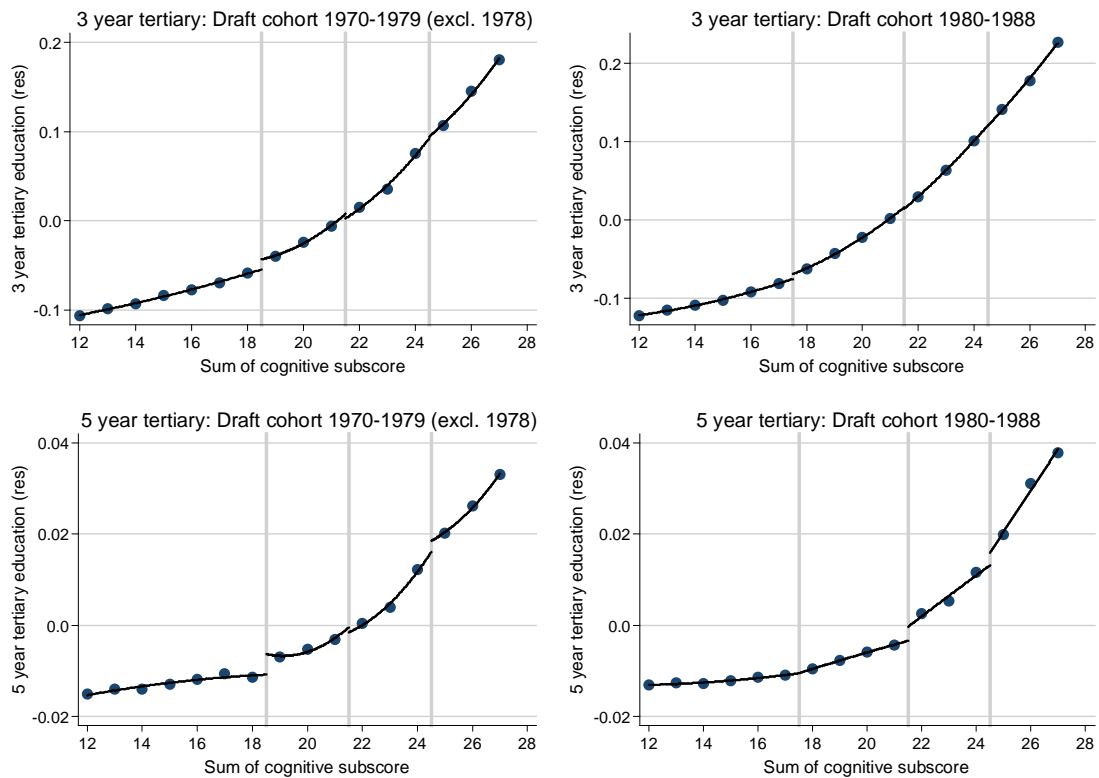 3 year tertiary: Draft cohort 1970-1979 (excl. 1978)
3 year tertiary education (res)
0.2
0.1
0.0
-0.1
12 14 16 18 20 22 24 26 28
Sum of cognitive subscore
3 year tertiary: Draft cohort 1980-1988
3 year tertiary education (res)
0.2
0.1
0.0
-0.1
12 14 16 18 20 22 24 26 28
Sum of cognitive subscore
5 year tertiary: Draft cohort 1970-1979 (excl. 1978)
5 year tertiary education (res)
0.04
0.02
0.0
-0.02
12 14 16 18 20 22 24 26 28
Sum of cognitive subscore
5 year tertiary: Draft cohort 1980-1988
5 year tertiary education (res)
0.04
0.02
0.0
-0.02
12 14 16 18 20 22 24 26 28
Sum of cognitive subscore